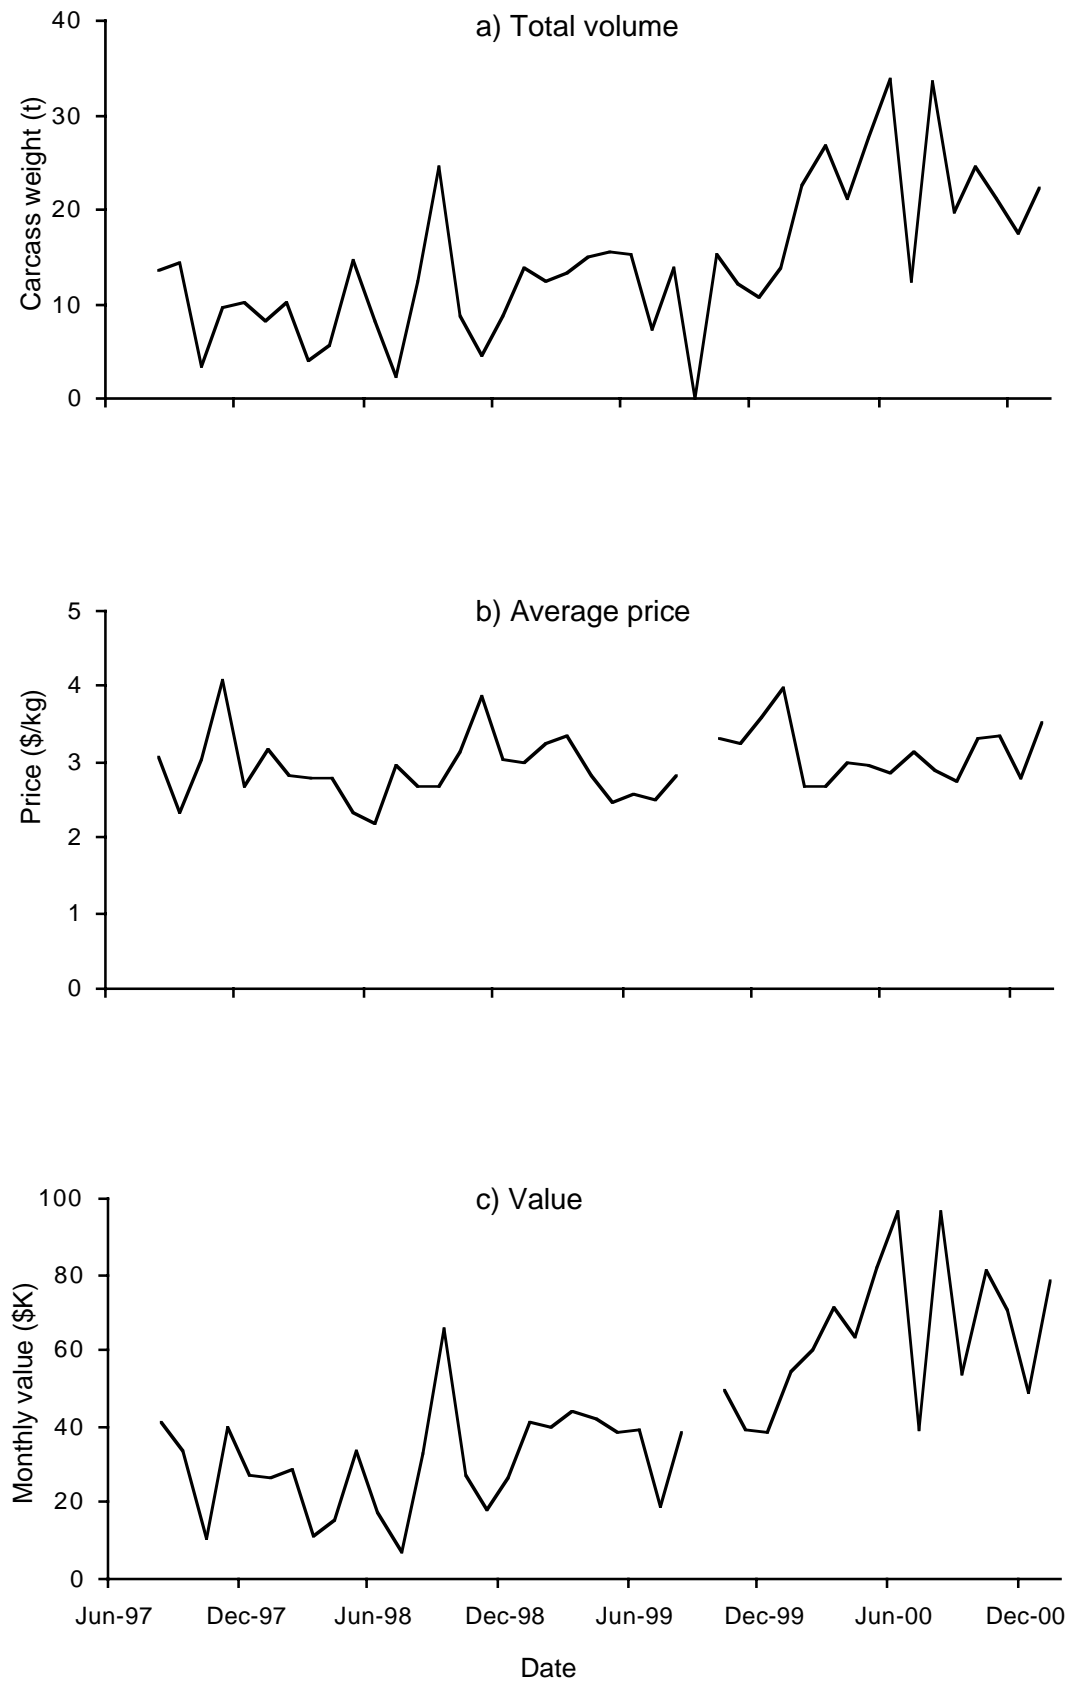 a) Total volume
Carcass weight (t)
40
30
20
10
0
b) Average price
Price ($/kg)
5
4
3
2
1
0
c) Value
Monthly value ($K)
100
80
60
40
20
0
Jun-97 Dec-97 Jun-98 Dec-98 Jun-99 Dec-99 Jun-00 Dec-00
Date